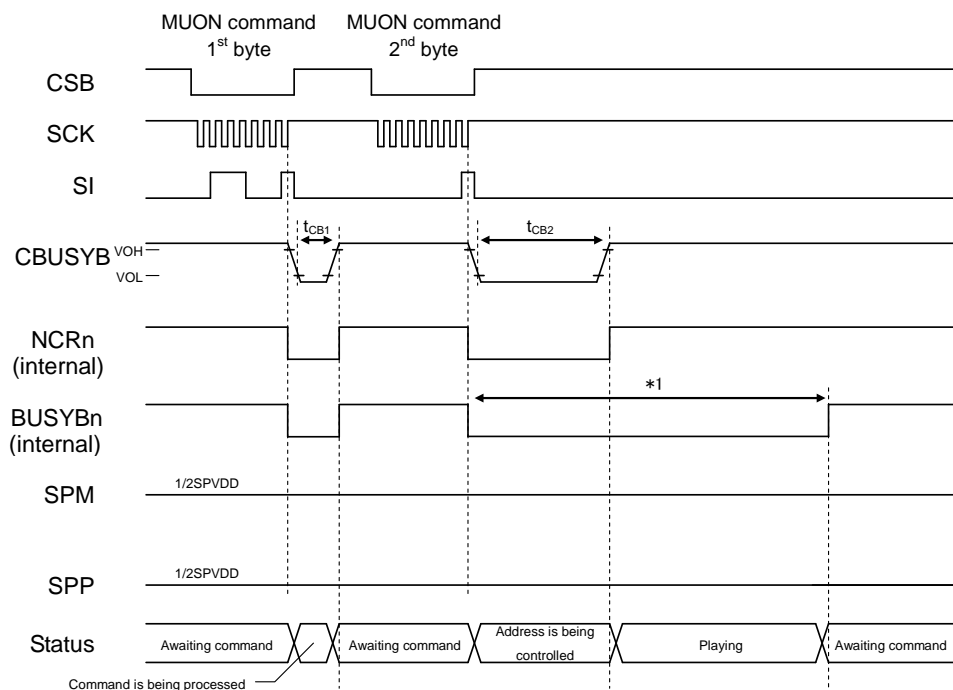 MUON command
1st byte
MUON command
2nd byte
CSB
SCK
SI
tCB1
tCB2
CBUSYB
VOH
VOL
NCRn
(internal)
*1
BUSYBn
(internal)
SPM
1/2SPVDD
SPP
1/2SPVDD
Status
Awaiting command
Awaiting command
Address is being
controlled
Playing
Awaiting command
Command is being processed